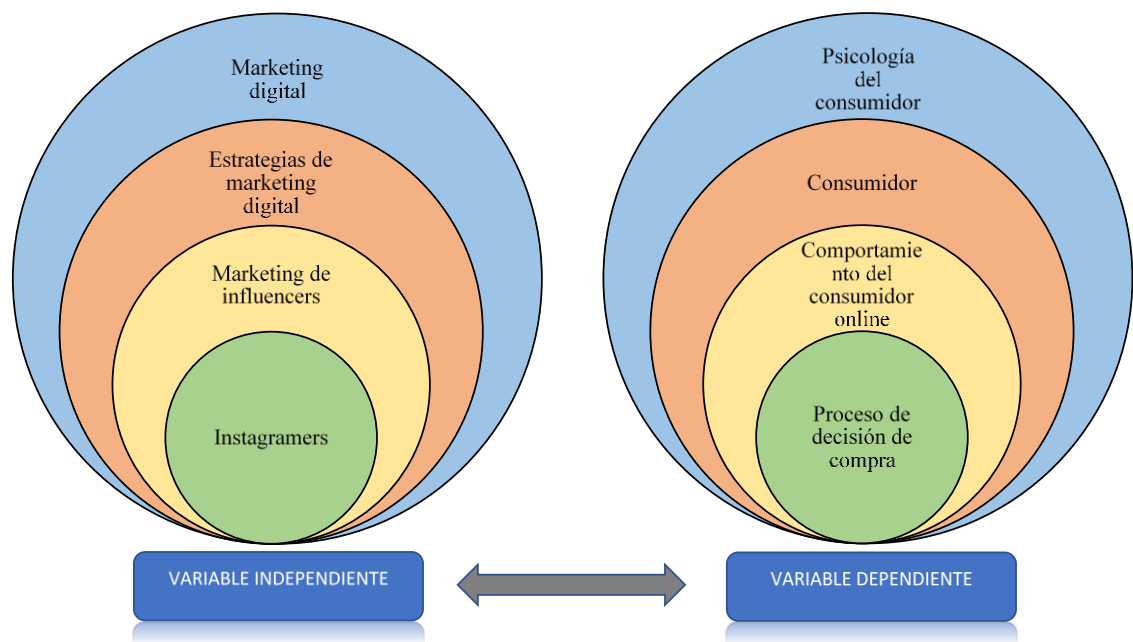 Marketing
digital
Estrategias de
marketing
digital
Marketing de
influencers
Instagramers
VARIABLE INDEPENDIENTE
Psicología
del
consumidor
Consumidor
Comportamie
nto del
consumidor
online
Proceso de
decisión de
compra
VARIABLE DEPENDIENTE